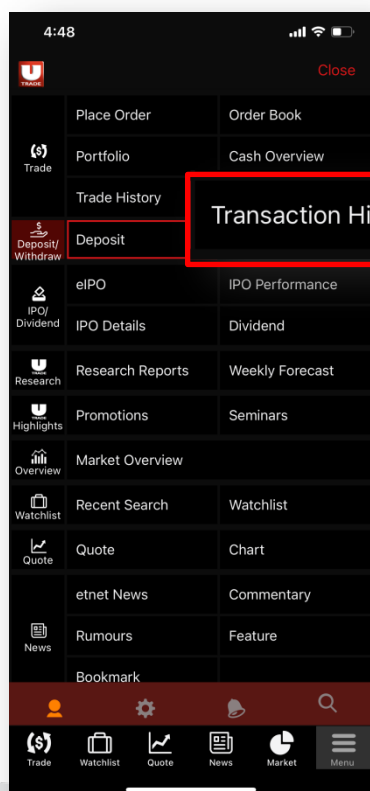 4:48
U
TRADE
Close
Place Order Order Book
Trade
Portfolio Cash Overview
Trade History
Transaction Hi
Deposit/
Withdraw
Deposit
IPO/
Dividend
eIPO IPO Performance
IPO Details Dividend
Research
Research Reports Weekly Forecast
Highlights
Promotions Seminars
Overview
Market Overview
Watchlist
Recent Search Watchlist
Quote
Quote Chart
News
etnet News Commentary
Rumours Feature
Bookmark
Trade Watchlist Quote News Market Menu